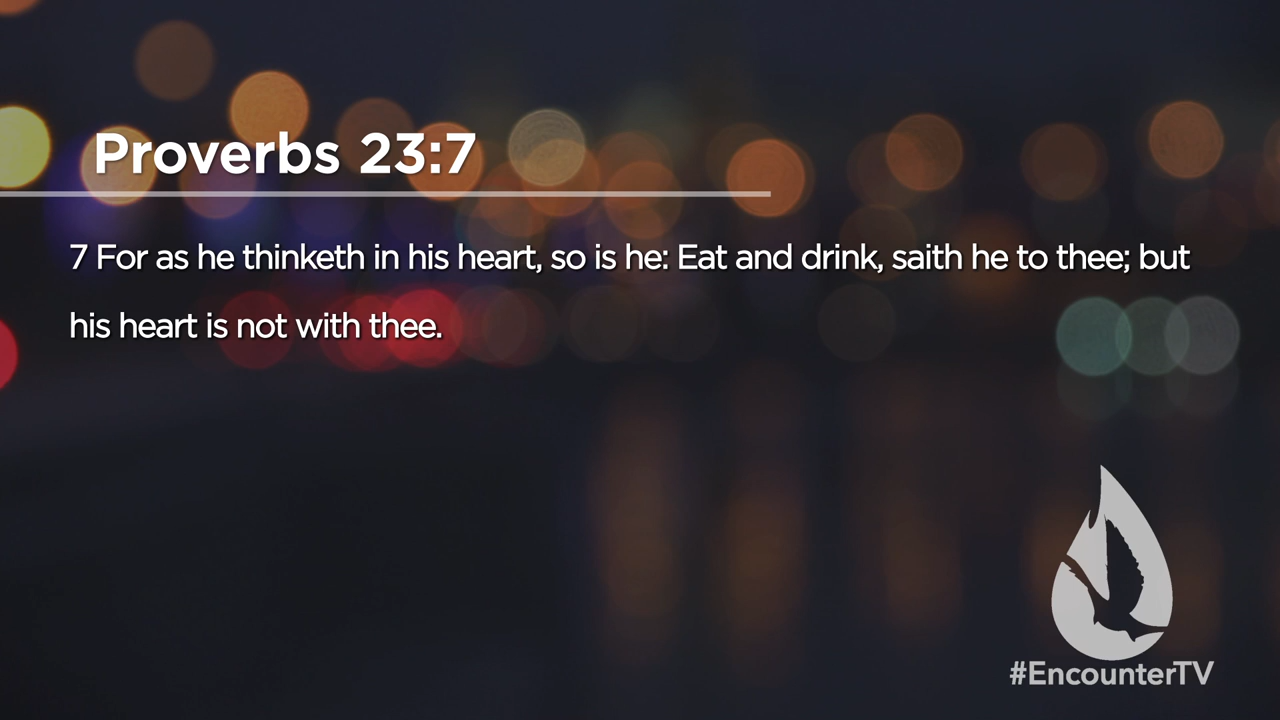 Proverbs 23:7
7 For as he thinketh in his heart, so is he: Eat and drink, saith he to thee; but
his heart is not with thee.
#EncounterTV